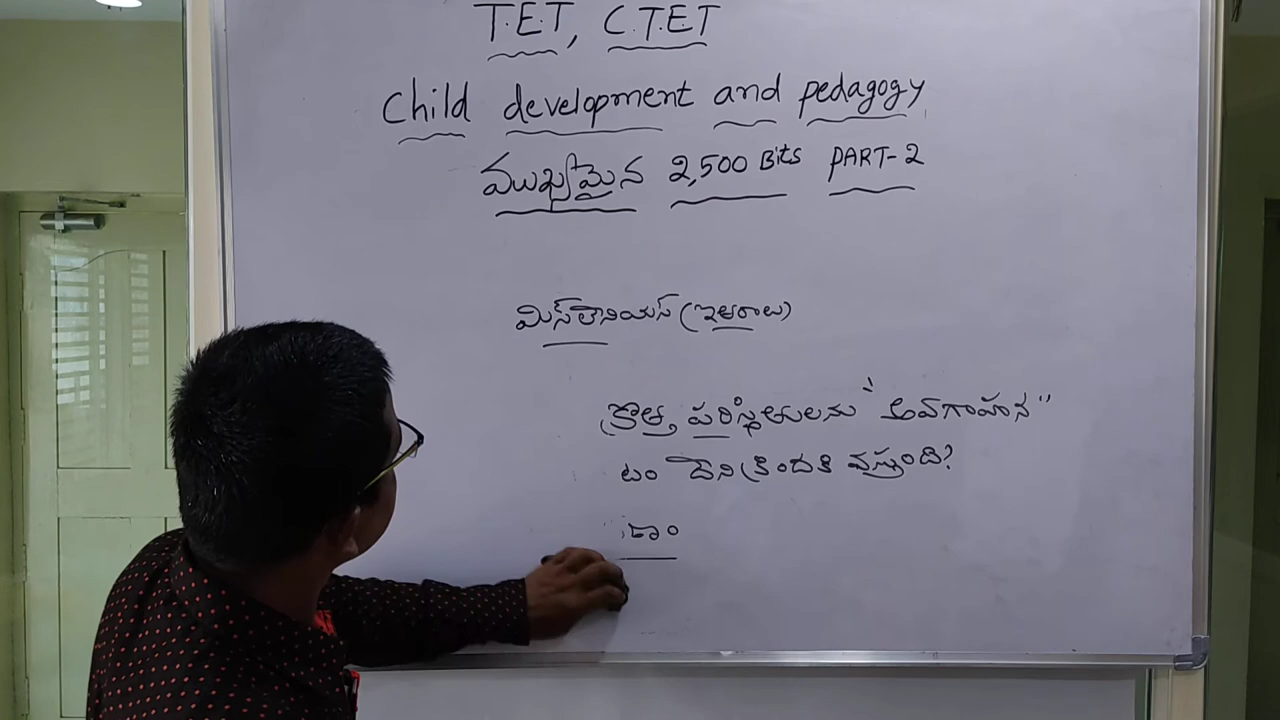 T.E.T, C.T.E.T
Child development and pedagogy
ముఖ్యమైన 2,500 Bits PART-2
మిస్లేనియస్ (ఇతరాలు)
కొత్త పరిస్థితులను "అవగాహన"
టం దేని క్రిందకి వస్తుంది?